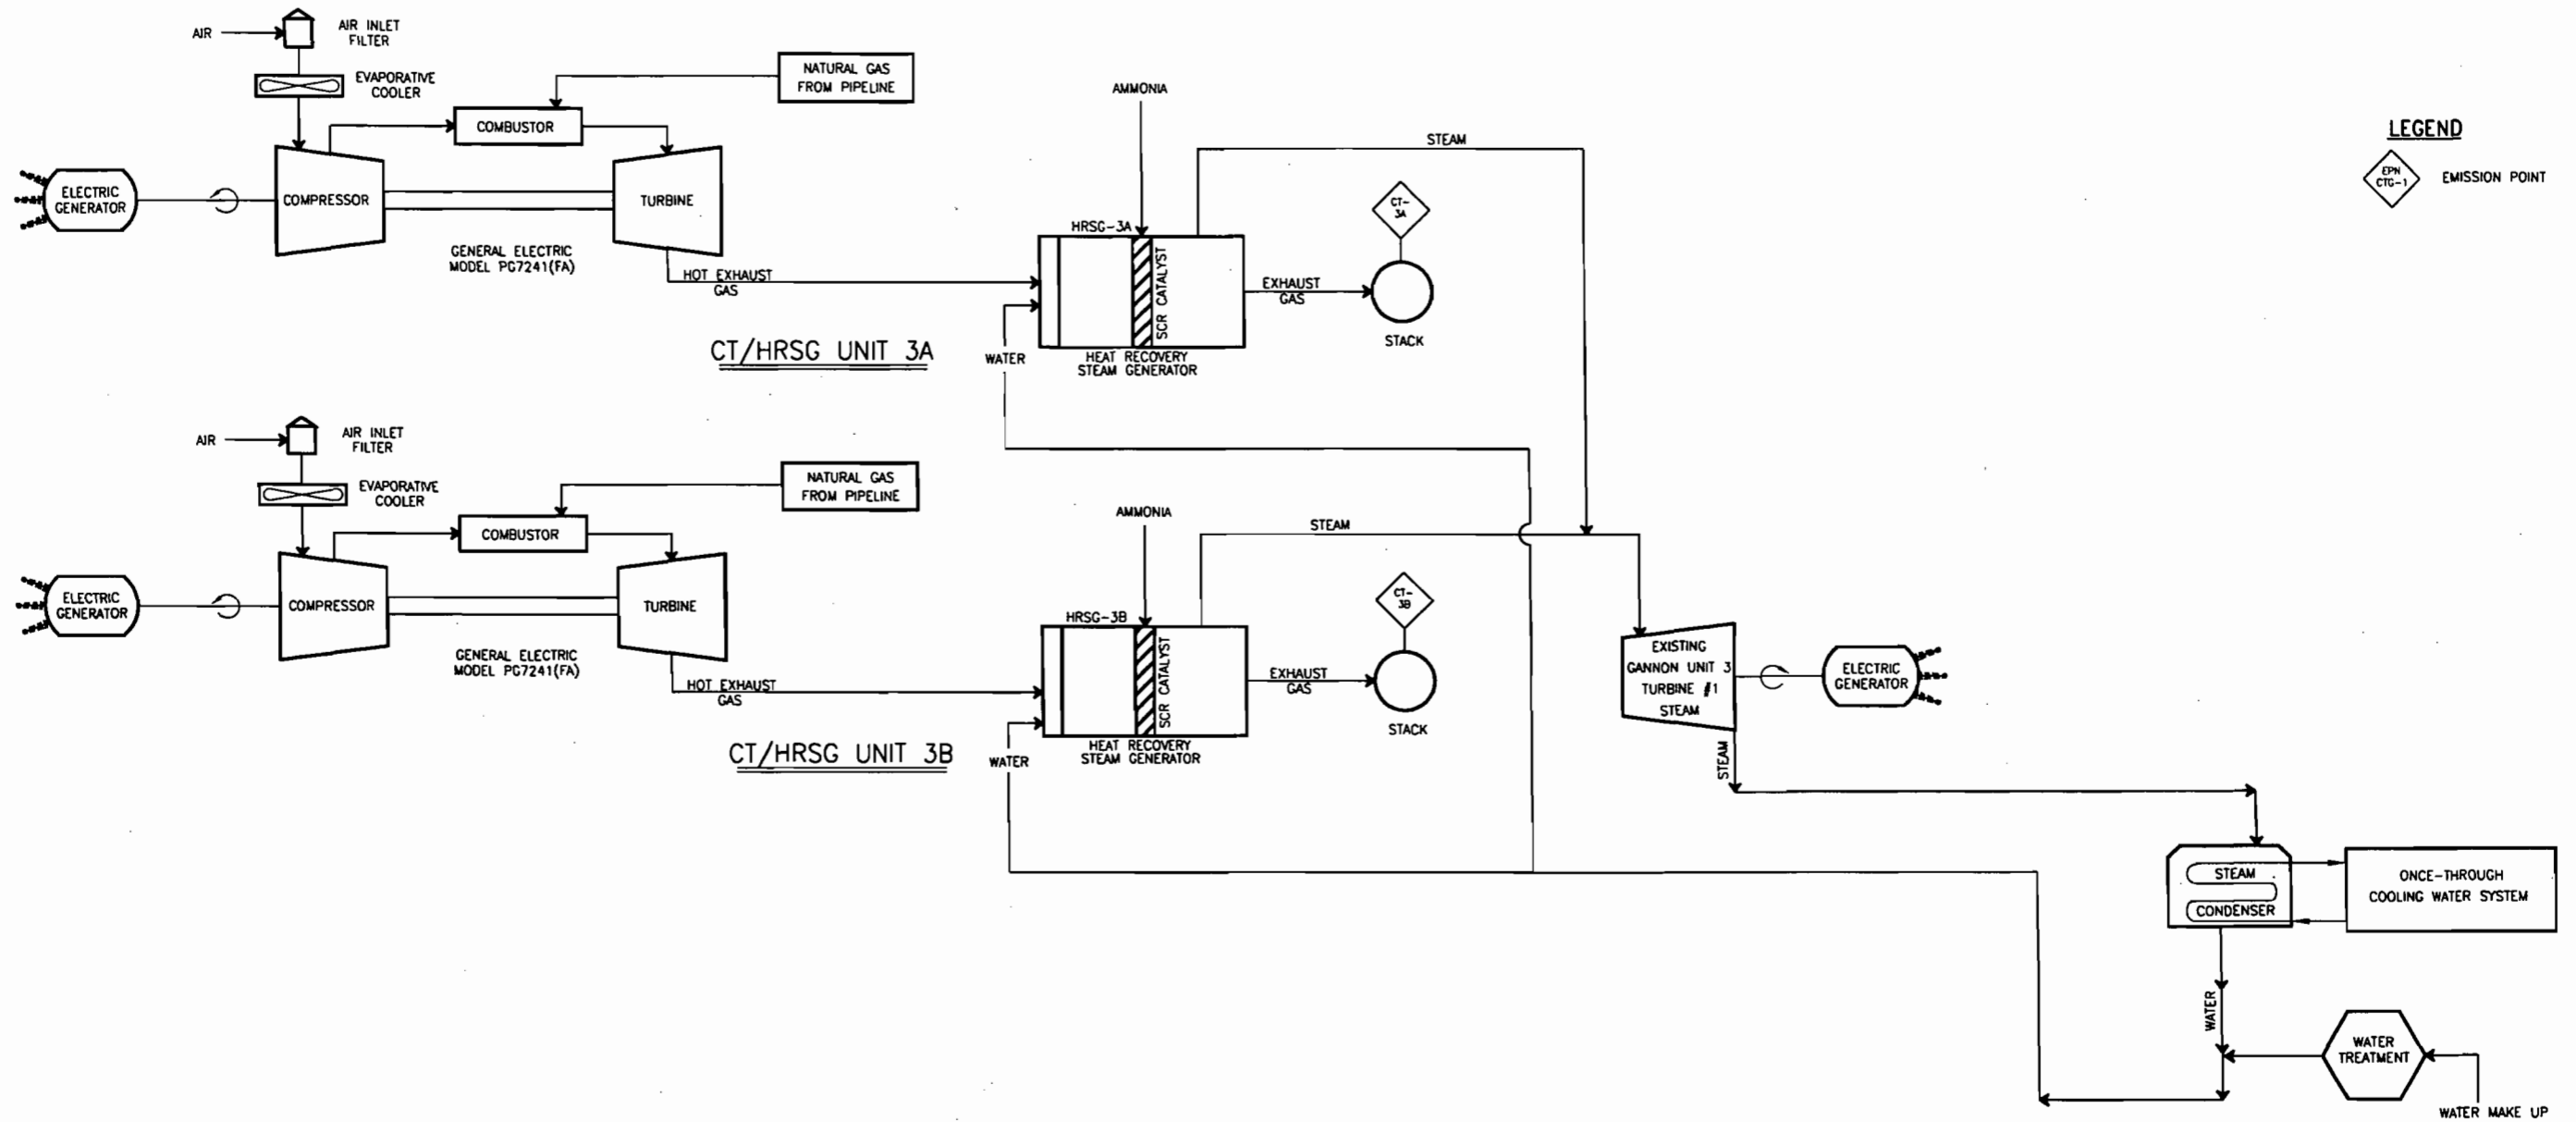 AIR
AIR INLET
FILTER
EVAPORATIVE
COOLER
NATURAL GAS
FROM PIPELINE
COMBUSTOR
ELECTRIC
GENERATOR
COMPRESSOR
TURBINE
GENERAL ELECTRIC
MODEL PG7241(FA)
HOT EXHAUST
GAS
CT/HRSG UNIT 3A
AMMONIA
STEAM
HRSG-3A
SCR CATALYST
CT-
3A
EXHAUST
GAS
STACK
WATER
HEAT RECOVERY
STEAM GENERATOR
LEGEND
EPN
CTG-1
EMISSION POINT
AIR
AIR INLET
FILTER
EVAPORATIVE
COOLER
NATURAL GAS
FROM PIPELINE
COMBUSTOR
ELECTRIC
GENERATOR
COMPRESSOR
TURBINE
GENERAL ELECTRIC
MODEL PG7241(FA)
HOT EXHAUST
GAS
CT/HRSG UNIT 3B
AMMONIA
STEAM
HRSG-3B
SCR CATALYST
CT-
3B
EXHAUST
GAS
STACK
WATER
HEAT RECOVERY
STEAM GENERATOR
EXISTING
GANNON UNIT 3
TURBINE #1
STEAM
ELECTRIC
GENERATOR
STEAM
STEAM
CONDENSER
ONCE-THROUGH
COOLING WATER SYSTEM
WATER
WATER
TREATMENT
WATER MAKE UP